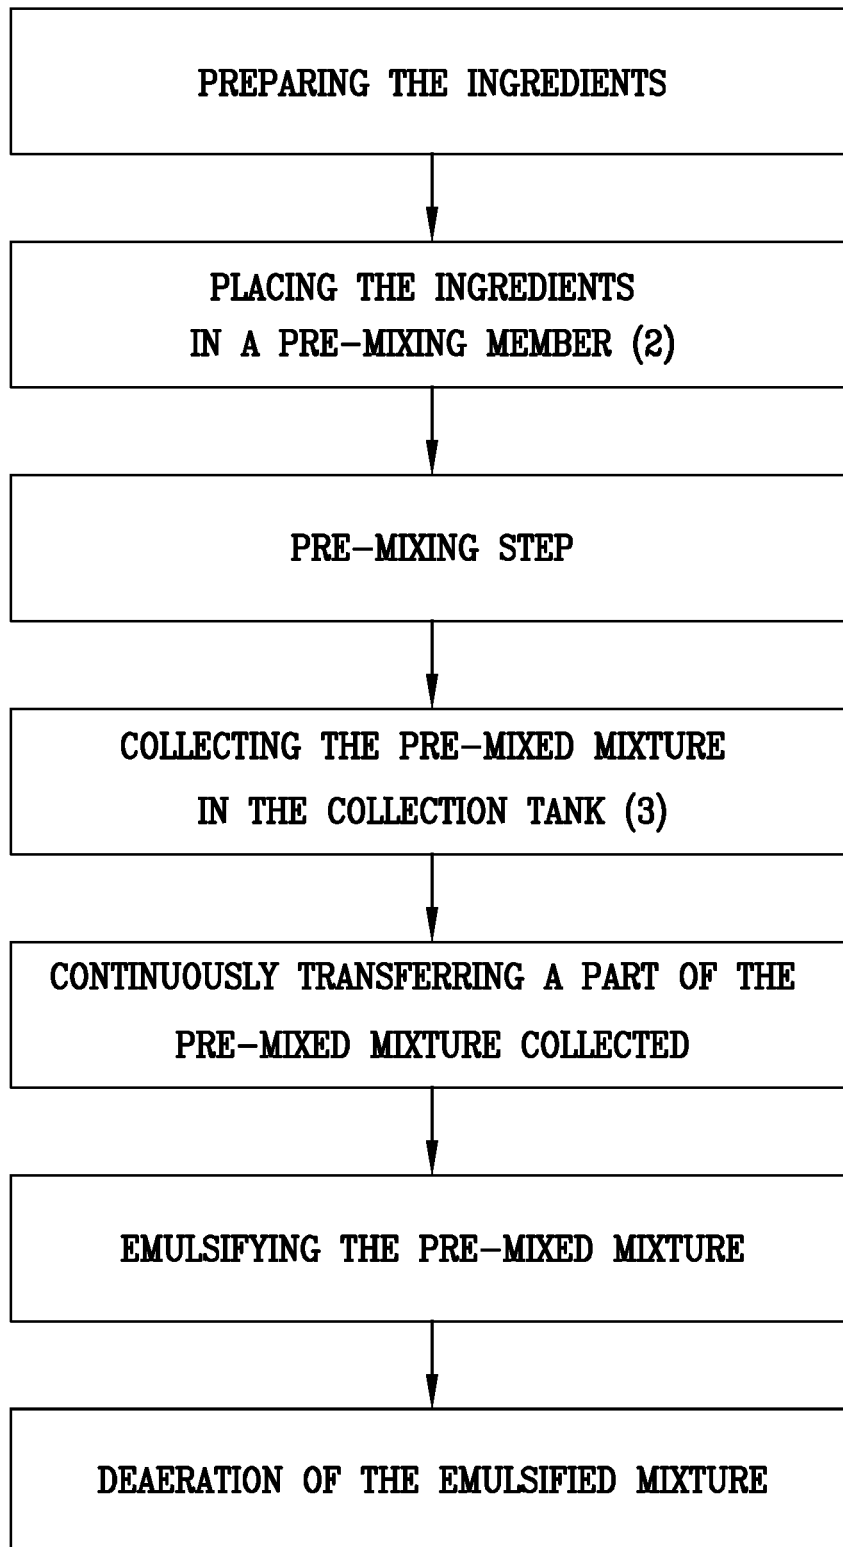 PREPARING THE INGREDIENTS
PLACING THE INGREDIENTS
IN A PRE-MIXING MEMBER (2)
PRE-MIXING STEP
COLLECTING THE PRE-MIXED MIXTURE
IN THE COLLECTION TANK (3)
CONTINUOUSLY TRANSFERRING A PART OF THE
PRE-MIXED MIXTURE COLLECTED
EMULSIFYING THE PRE-MIXED MIXTURE
DEAERATION OF THE EMULSIFIED MIXTURE